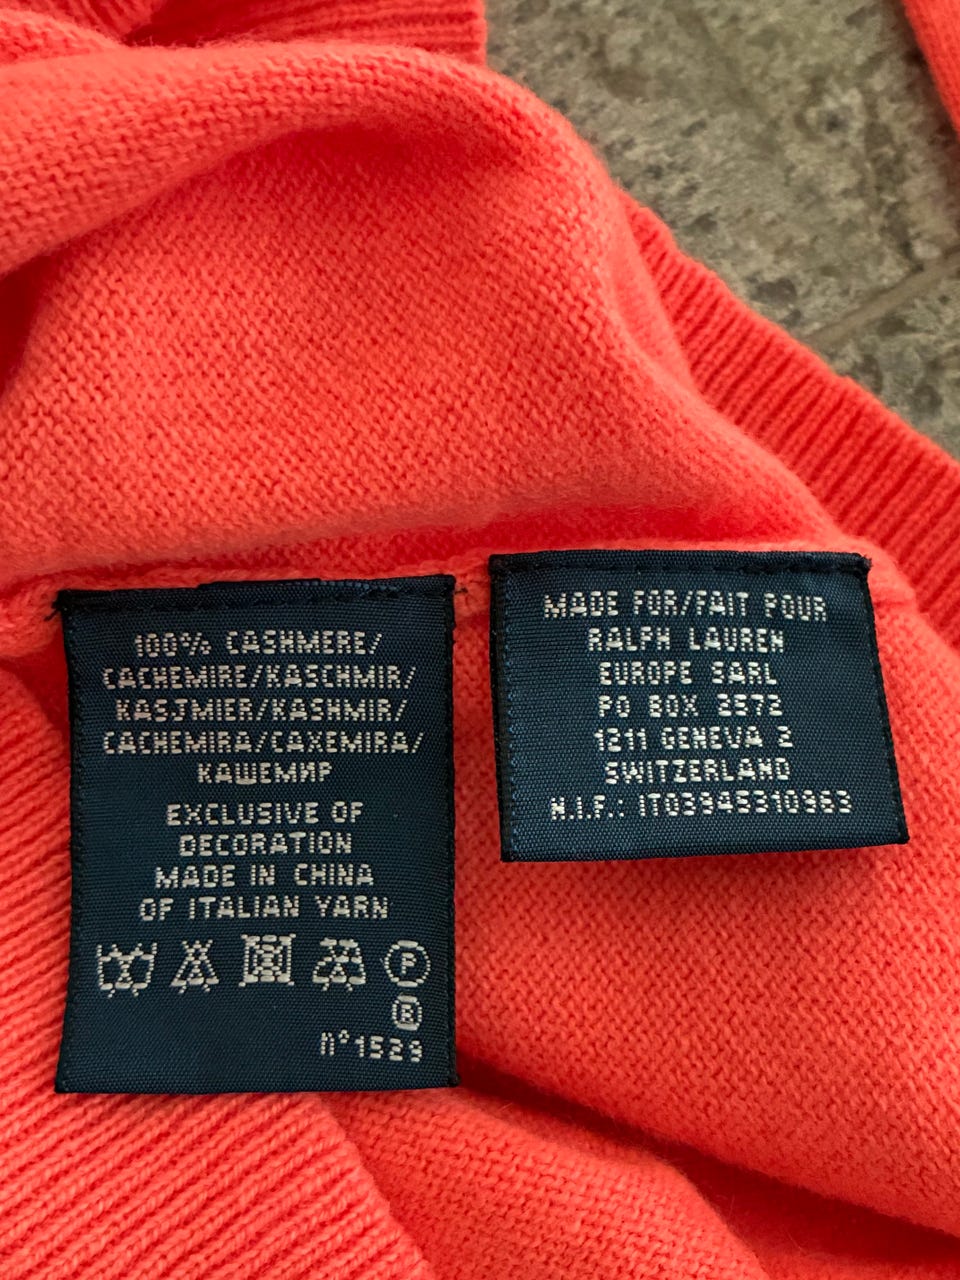 100% CASHMERE/
CACHEMIRE/KASCHMIR/
KASJMIER/KASHMIR/
CACHEMIRA/CAXEMIRA/
КАШЕМИР
EXCLUSIVE OF
DECORATION
MADE IN CHINA
OF ITALIAN YARN
P
®
n° 1529
MADE FOR/FAIT POUR
RALPH LAUREN
EUROPE SARL
PO BOX 2572
1211 GENEVA 2
SWITZERLAND
N.I.F.: IT03945310963